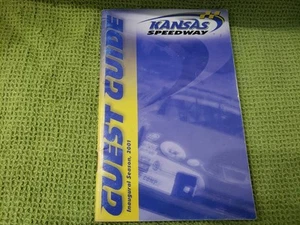 KANSAS
SPEEDWAY
GUEST GUIDE
Inaugural Season, 2001